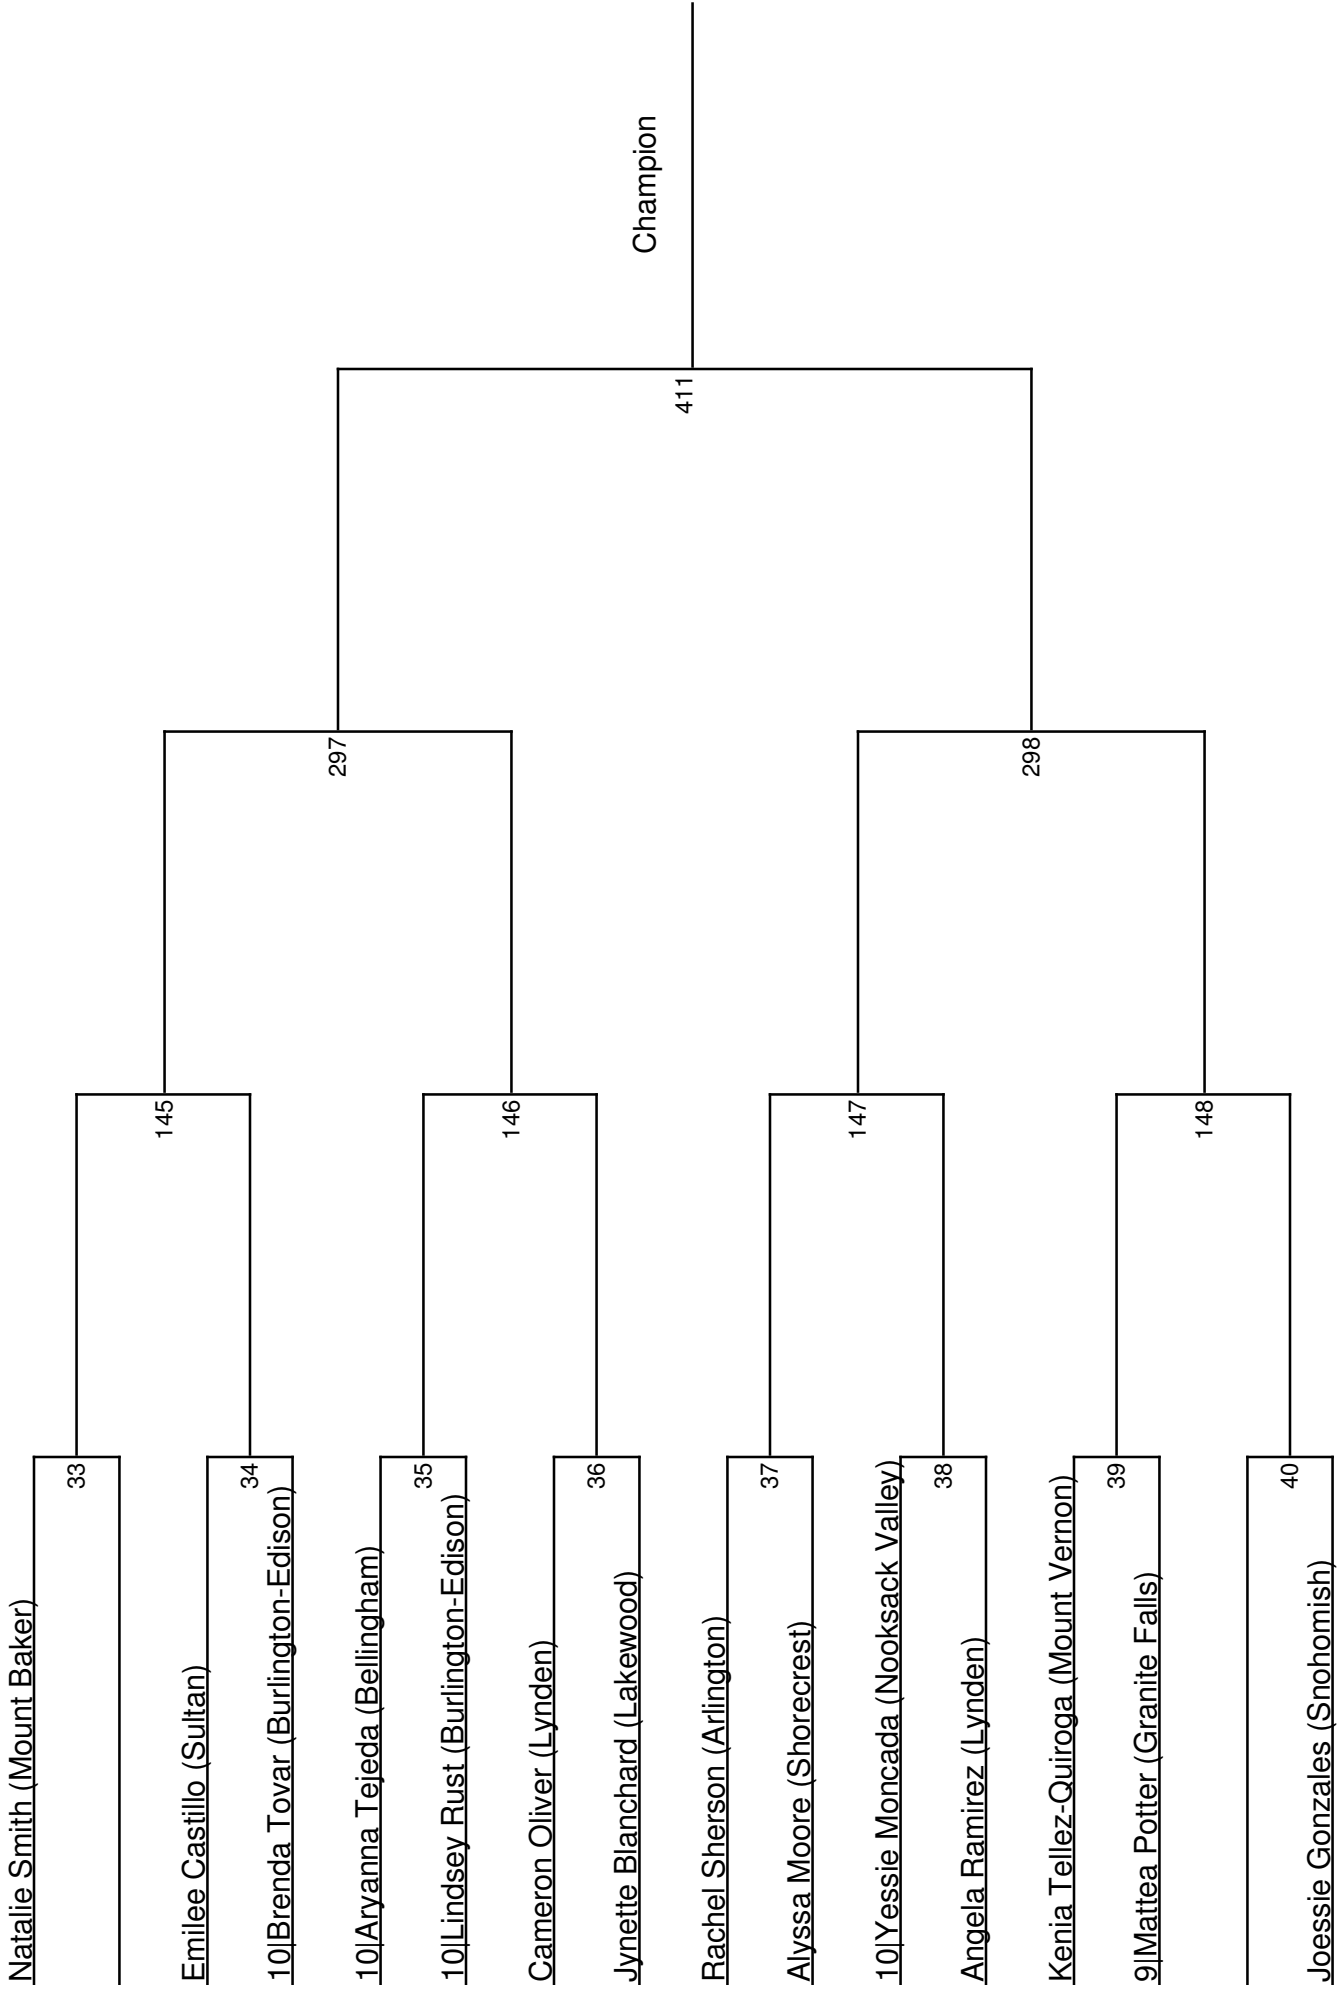 Natalie Smith (Mount Baker)
33
Emilee Castillo (Sultan)
34
10|Brenda Tovar (Burlington-Edison)
10|Aryanna Tejeda (Bellingham)
35
10|Lindsey Rust (Burlington-Edison)
Cameron Oliver (Lynden)
36
Jynette Blanchard (Lakewood)
Rachel Sherson (Arlington)
37
Alyssa Moore (Shorecrest)
10|Yessie Moncada (Nooksack Valley)
38
Angela Ramirez (Lynden)
Kenia Tellez-Quiroga (Mount Vernon)
39
9|Mattea Potter (Granite Falls)
40
Joessie Gonzales (Snohomish)
145
146
147
148
297
298
411
Champion